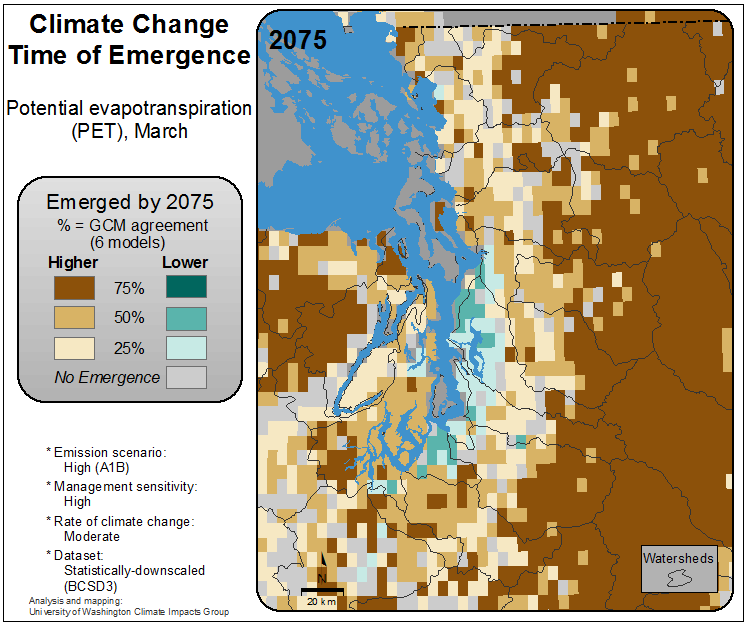 Climate Change
Time of Emergence
Potential evapotranspiration
(PET), March
Emerged by 2075
% = GCM agreement
(6 models)
Higher Lower
75%
50%
25%
No Emergence
* Emission scenario:
High (A1B)
* Management sensitivity:
High
* Rate of climate change:
Moderate
* Dataset:
Statistically-downscaled
(BCSD3)
Analysis and mapping:
University of Washington Climate Impacts Group
2075
N
20 km
Watersheds